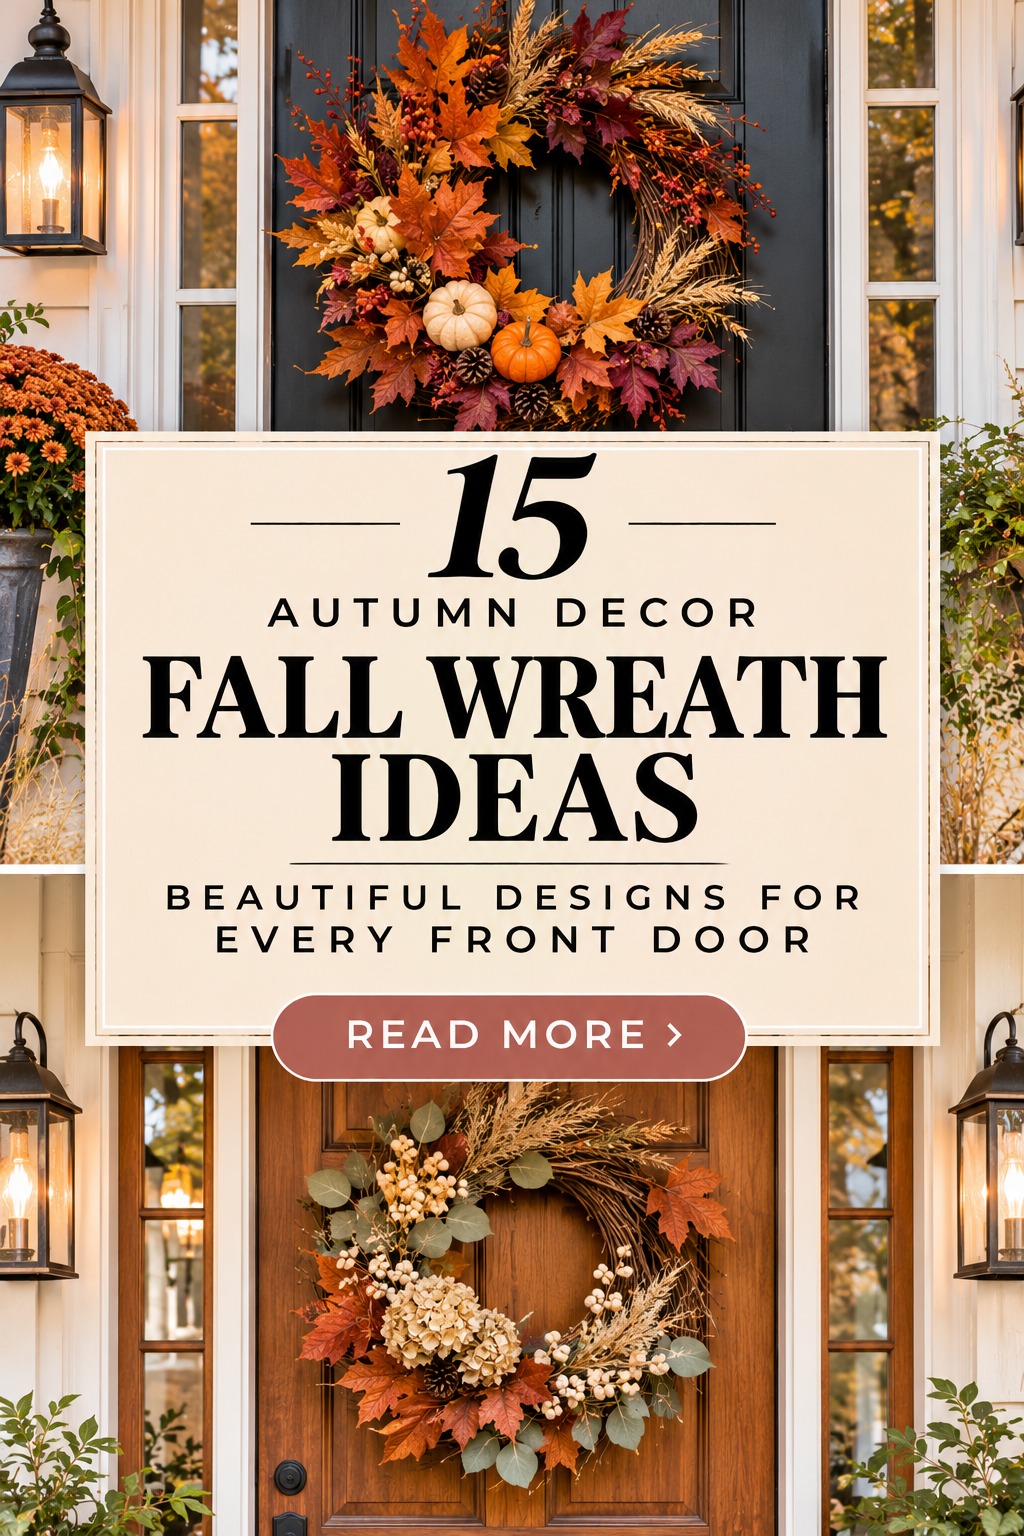 15
AUTUMN DECOR
FALL WREATH
IDEAS
BEAUTIFUL DESIGNS FOR
EVERY FRONT DOOR
READ MORE >